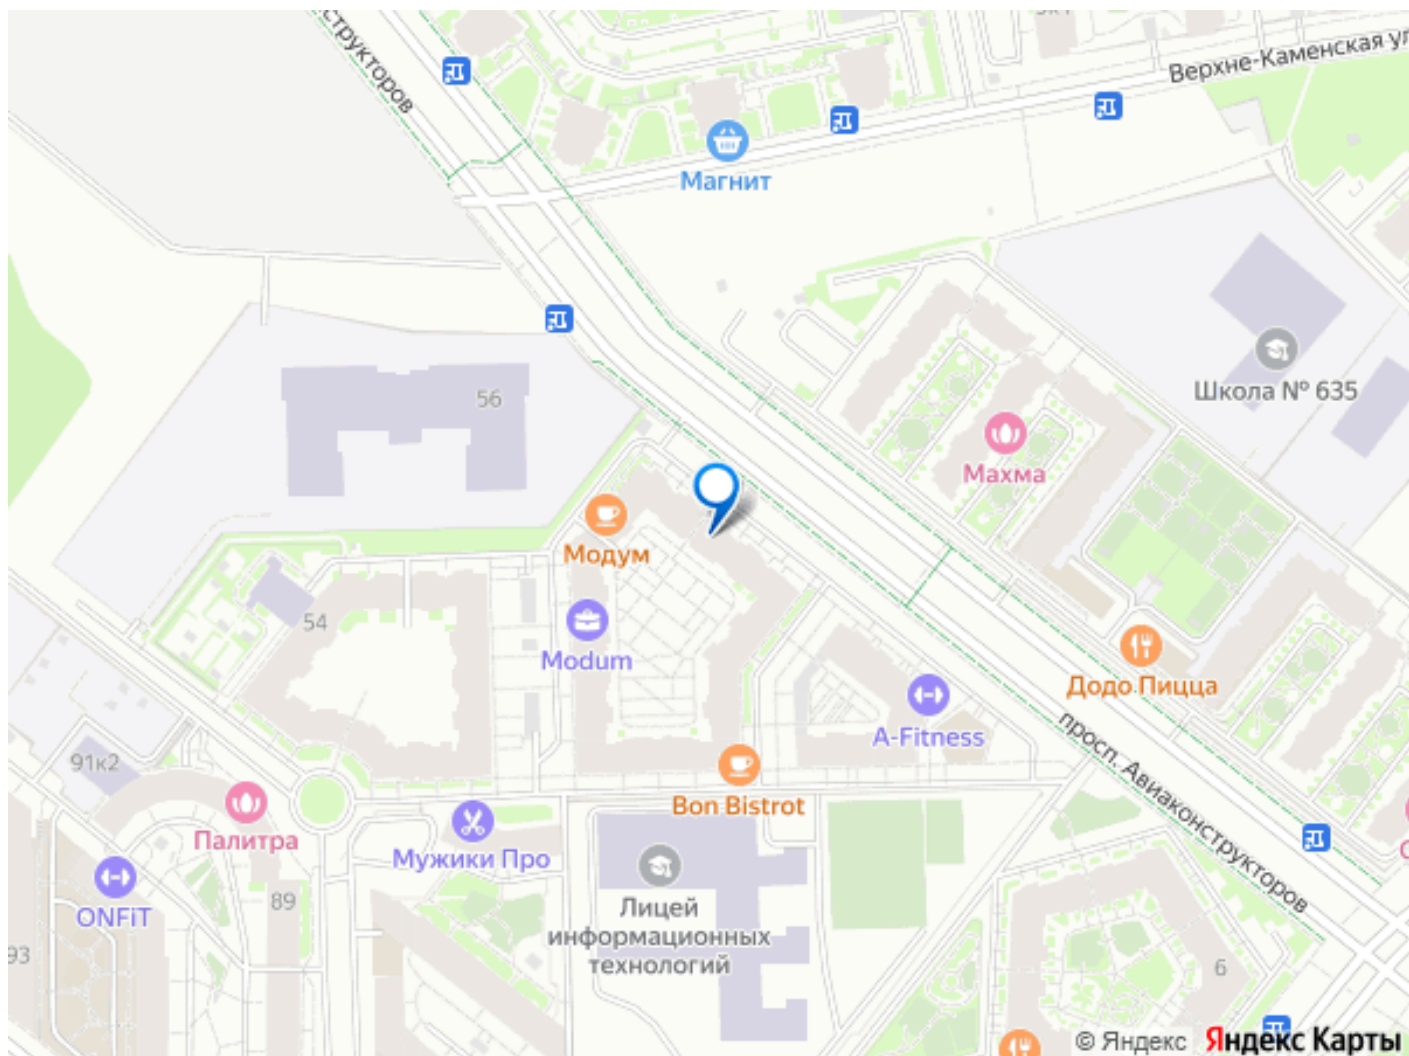 структоров
Верхне-Каменская ул
Магнит
Школа № 635
56
Махма
Модум
54
Modum
Додо Пицца
A-Fitness
просп. Авиаконструкторов
91к2
Bon Bistrot
Палитра
Мужики Про
ONFiT
89
Лицей
информационных
технологий
93
6
© Яндекс Яндекс Карты